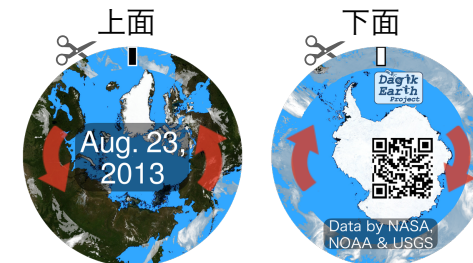 上面
下面
Aug. 23,
2013
Dagik
Earth
Project
Data by NASA,
NOAA & USGS